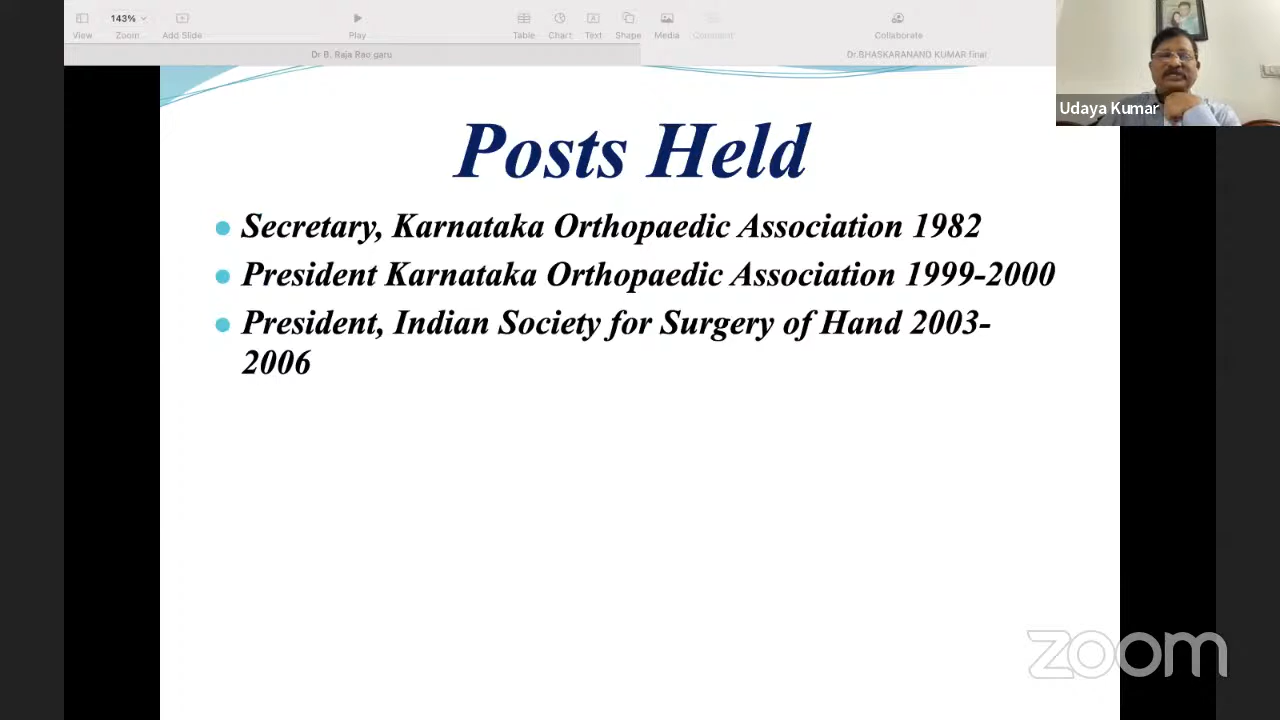 143%
View
Zoom
Add Slide
Play
Table
Chart
Text
Shape
Media
Comment
Collaborate
Dr B. Raja Rao garu
Dr.BHASKARANAND KUMAR final
Udaya Kumar
Posts Held
Secretary, Karnataka Orthopaedic Association 1982
President Karnataka Orthopaedic Association 1999-2000
President, Indian Society for Surgery of Hand 2003-
2006
zoom